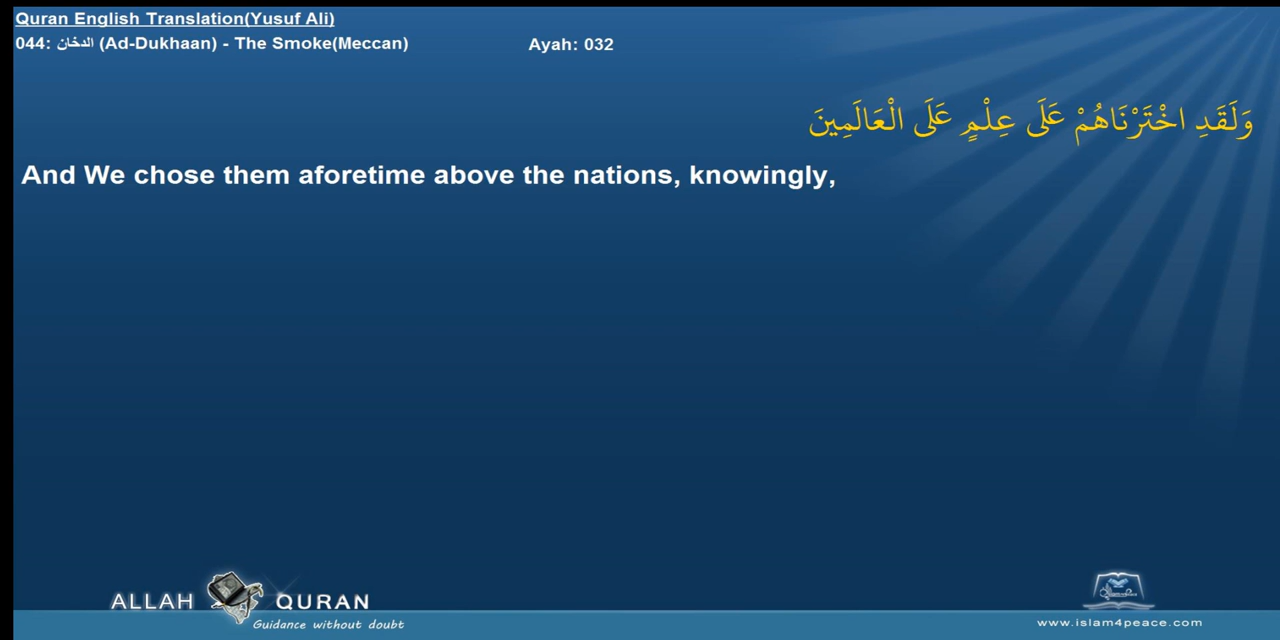 Quran English Translation(Yusuf Ali)
044: الدخان (Ad-Dukhaan) - The Smoke(Meccan) Ayah: 032
وَلَقَدِ اخْتَرْنَاهُمْ عَلَى عِلْمٍ عَلَى الْعَالَمِينَ
And We chose them aforetime above the nations, knowingly,
ALLAH QURAN
Guidance without doubt
www.islam4peace.com